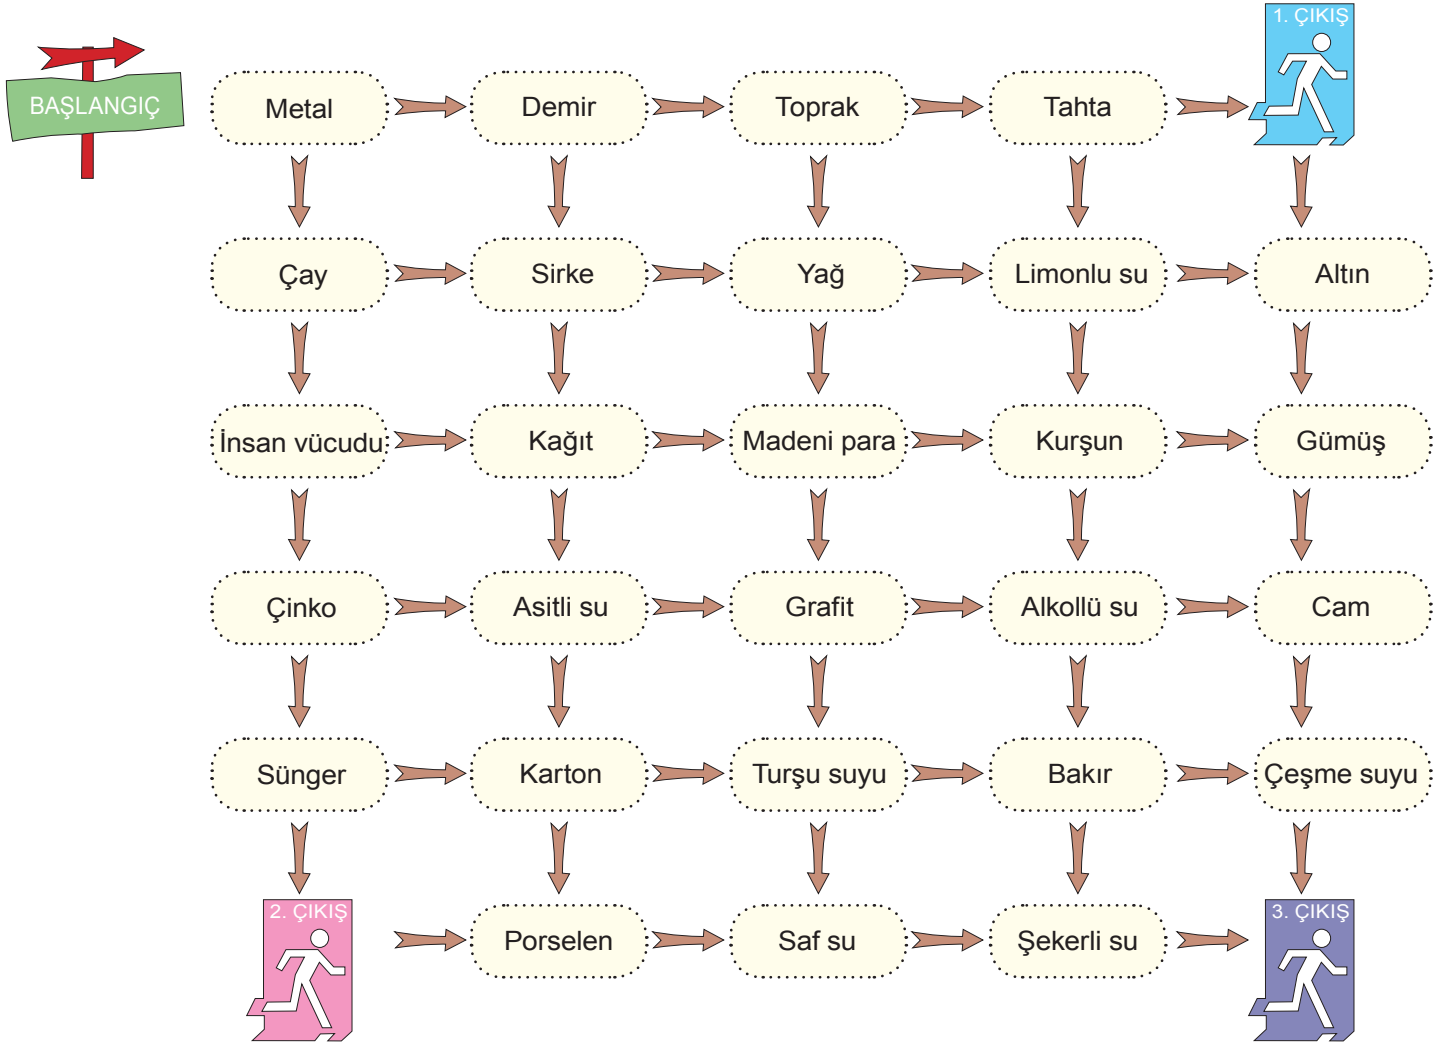 1. ÇIKIŞ
BAŞLANGIÇ
Metal
Demir
Toprak
Tahta
Çay
Sirke
Yağ
Limonlu su
Altın
İnsan vücudu
Kağıt
Madeni para
Kurşun
Gümüş
Çinko
Asitli su
Grafit
Alkollü su
Cam
Sünger
Karton
Turşu suyu
Bakır
Çeşme suyu
2. ÇIKIŞ
Porselen
Saf su
Şekerli su
3. ÇIKIŞ